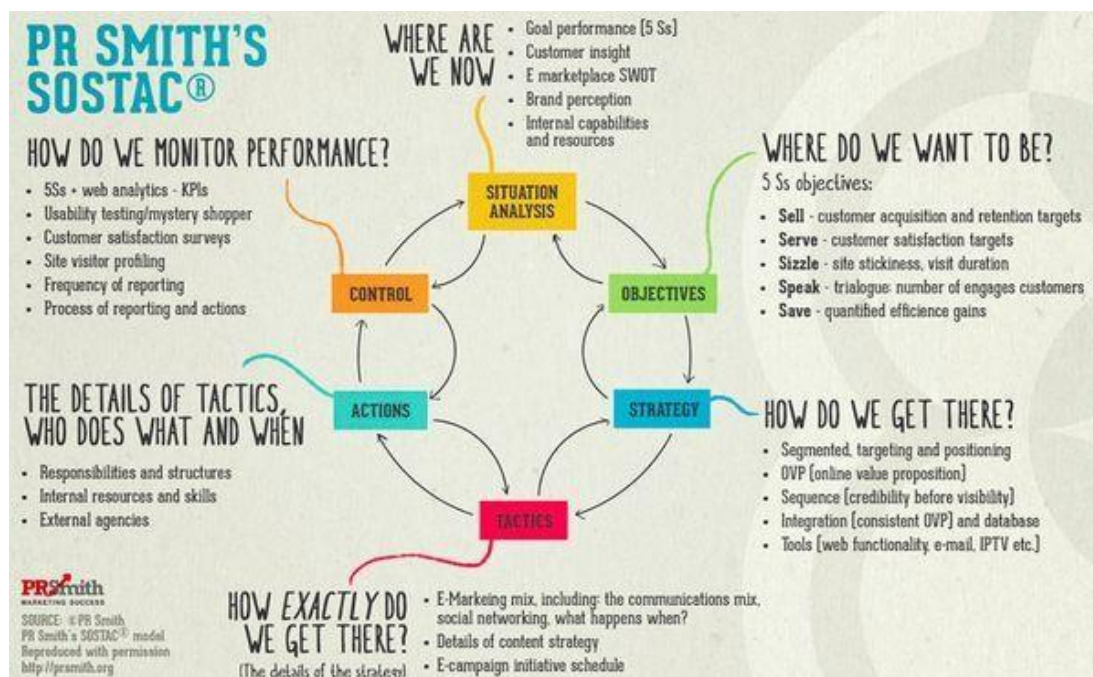 PR SMITH'S
SOSTAC®
WHERE ARE
WE NOW
• Goal performance [5 Ss]
• Customer insight
• E marketplace SWOT
• Brand perception
• Internal capabilities
and resources
HOW DO WE MONITOR PERFORMANCE?
• 5Ss + web analytics - KPIs
• Usability testing/mystery shopper
• Customer satisfaction surveys
• Site visitor profiling
• Frequency of reporting
• Process of reporting and actions
WHERE DO WE WANT TO BE?
5 Ss objectives:
• Sell - customer acquisition and retention targets
• Serve - customer satisfaction targets
• Sizzle - site stickiness, visit duration
• Speak - trialogue: number of engages customers
• Save - quantified efficience gains
SITUATION
ANALYSIS
CONTROL
OBJECTIVES
ACTIONS
STRATEGY
TACTICS
THE DETAILS OF TACTICS,
WHO DOES WHAT AND WHEN
• Responsibilities and structures
• Internal resources and skills
• External agencies
HOW DO WE GET THERE?
• Segmented, targeting and positioning
• OVP [online value proposition]
• Sequence [credibility before visibility]
• Integration [consistent OVP] and database
• Tools [web functionality, e-mail, IPTV etc.]
HOW EXACTLY DO
WE GET THERE?
[The details of the strategy]
• E-Markeing mix, including: the communications mix,
social networking, what happens when?
• Details of content strategy
• E-campaign initiative schedule
PRSmith
MARKETING SUCCESS
SOURCE: ©PR Smith
PR Smith's SOSTAC® model
Reproduced with permission
http://prsmith.org